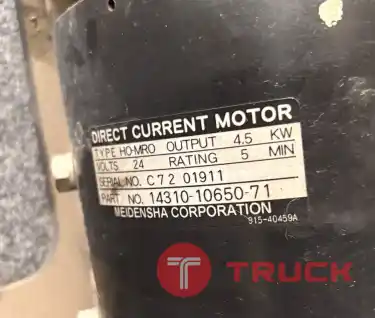 DIRECT CURRENT MOTOR
TYPE HO-MRO OUTPUT 4.5 KW
VOLTS 24 RATING 5 MIN
SERIAL NO. C72 01911
PART NO. 14310-10650-71
MEIDENSHA CORPORATION
915-40459A
T TRUCK